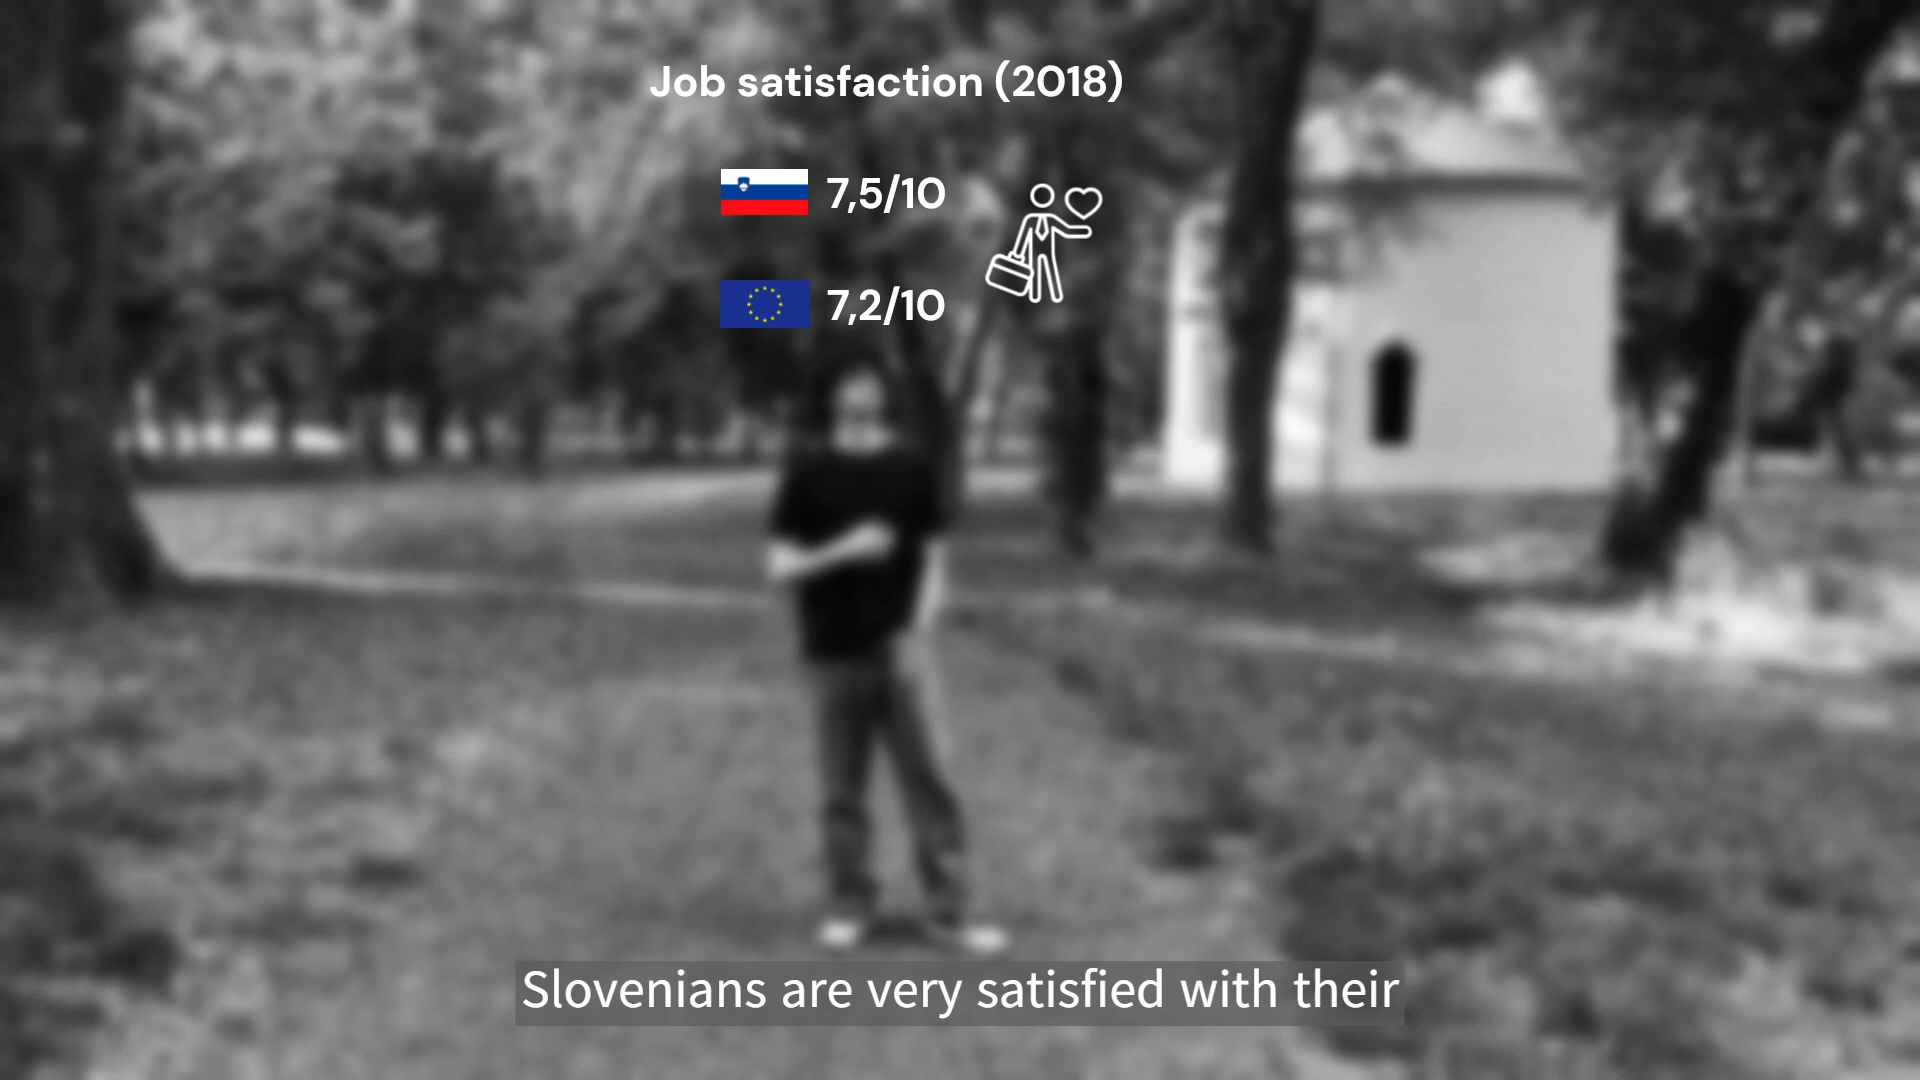 Job satisfaction (2018)
7,5/10
7,2/10
Slovenians are very satisfied with their